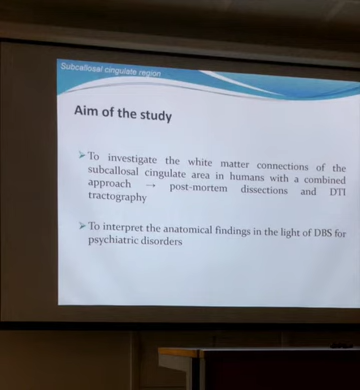 Subcallosal cingulate region
Aim of the study
➢ To investigate the white matter connections of the
subcallosal cingulate area in humans with a combined
approach → post-mortem dissections and DTI
tractography
➢ To interpret the anatomical findings in the light of DBS for
psychiatric disorders